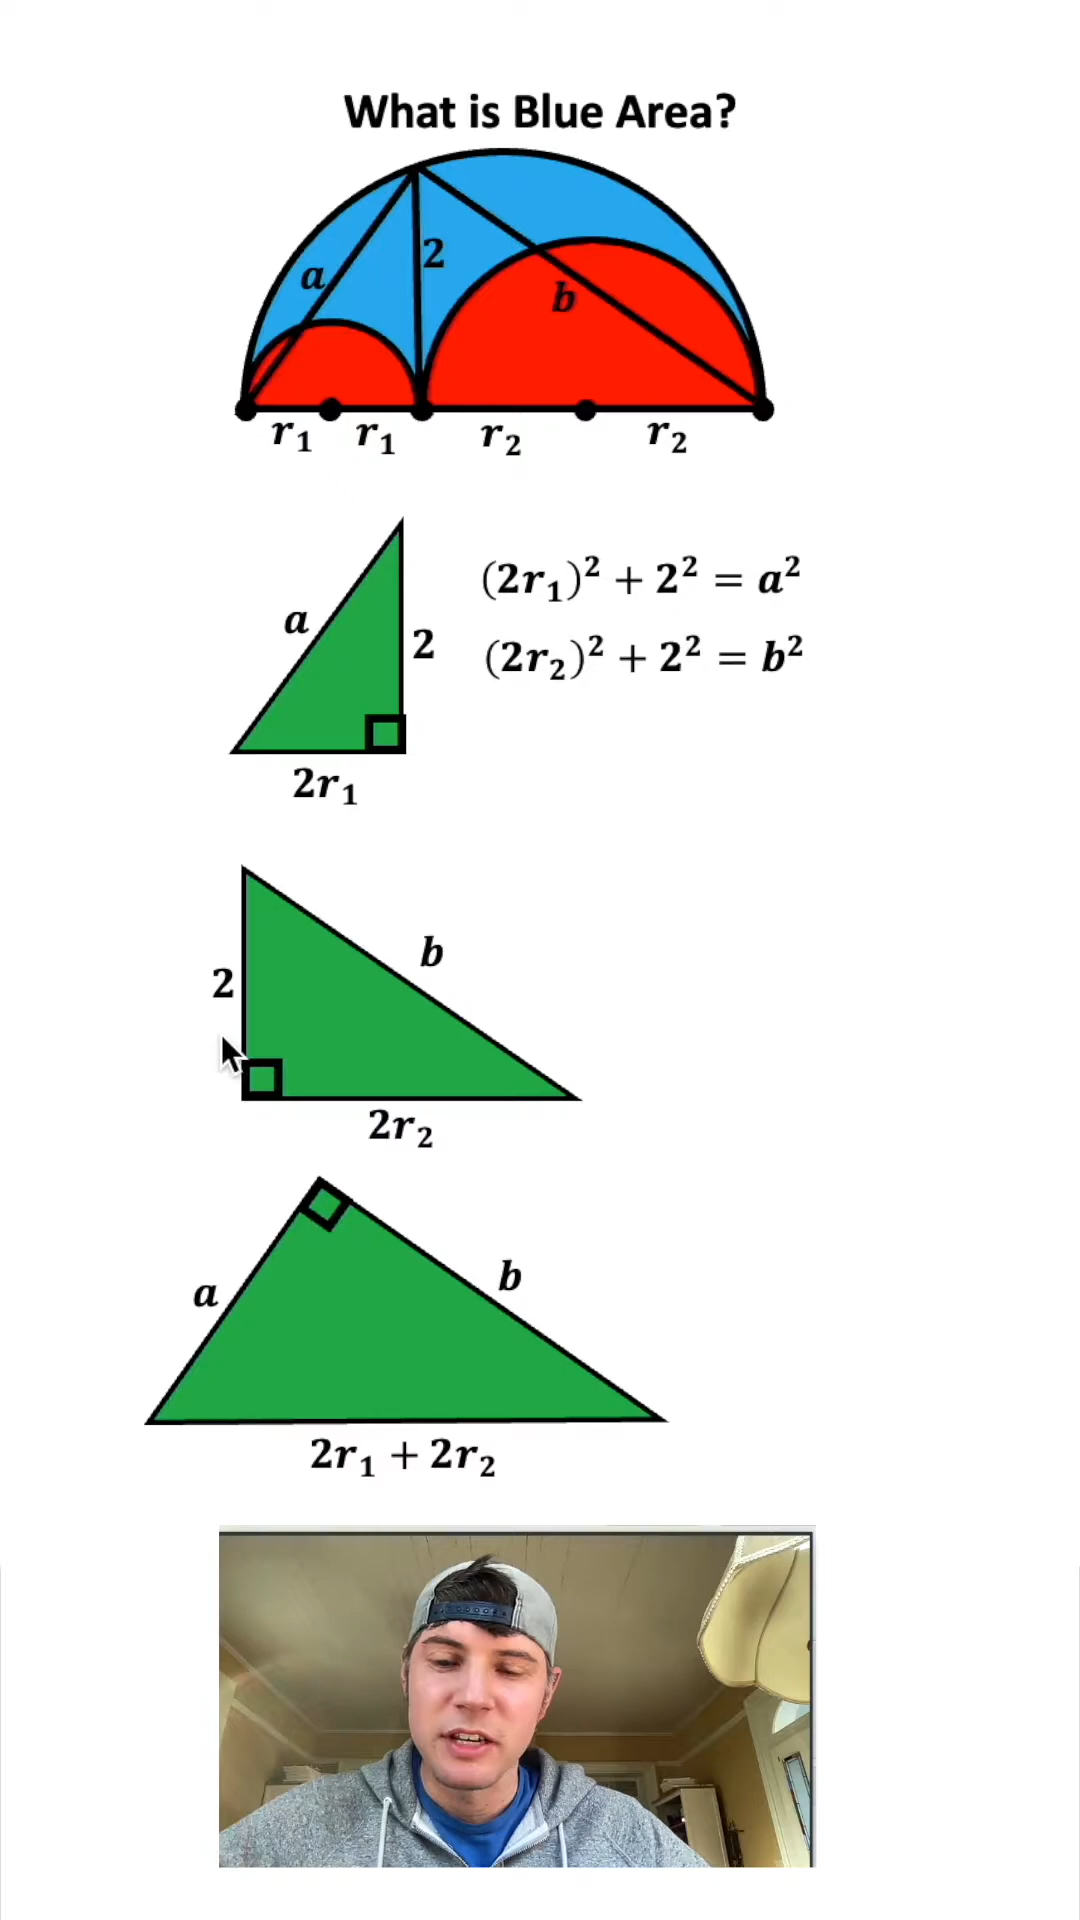 What is Blue Area?
a
2
b
r₁ r₁ r₂ r₂
(2r₁)² + 2² = a²
a
2
(2r₂)² + 2² = b²
2r₁
b
2
2r₂
b
a
2r₁ + 2r₂